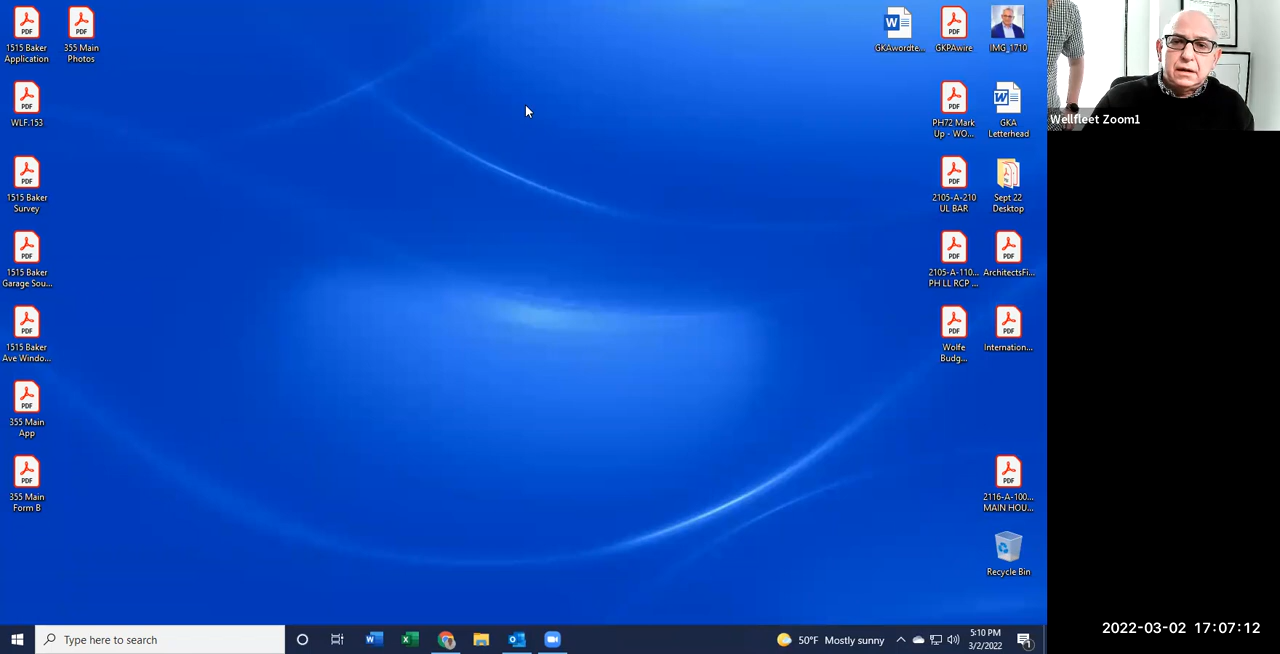 1515 Baker
Application
355 Main
Photos
GKAwordte...
GKPAwire
IMG_1710
WLF.153
PH72 Mark
Up - WO...
GKA
Letterhead
1515 Baker
Survey
2105-A-210
UL BAR
Sept 22
Desktop
1515 Baker
Garage Sou...
2105-A-110...
PH LL RCP ...
ArchitectsFi...
1515 Baker
Ave Windo...
Wolfe
Budg...
Internation...
355 Main
App
355 Main
Form B
2116-A-100...
MAIN HOU...
Recycle Bin
Type here to search
50°F Mostly sunny
5:10 PM
3/2/2022
1
Wellfleet Zoom1
2022-03-02 17:07:12